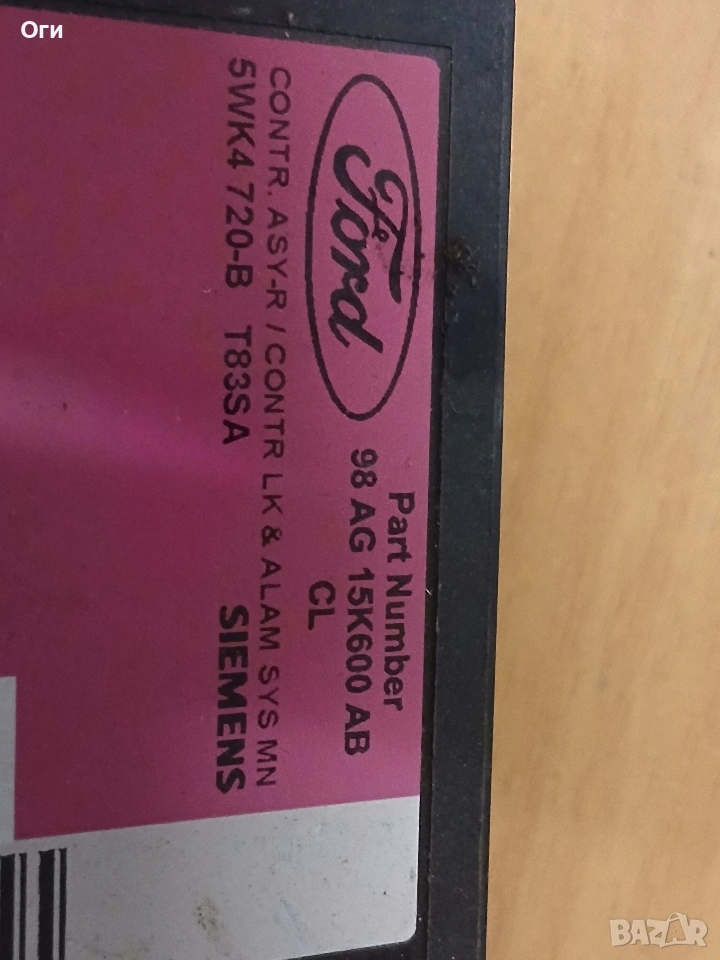 Оги
Ford
Part Number
98 AG 15K600 AB
CL
CONTR. ASY-R / CONTR LK & ALAM SYS MN
5WK4 720-B T83SA
SIEMENS
BAZAR